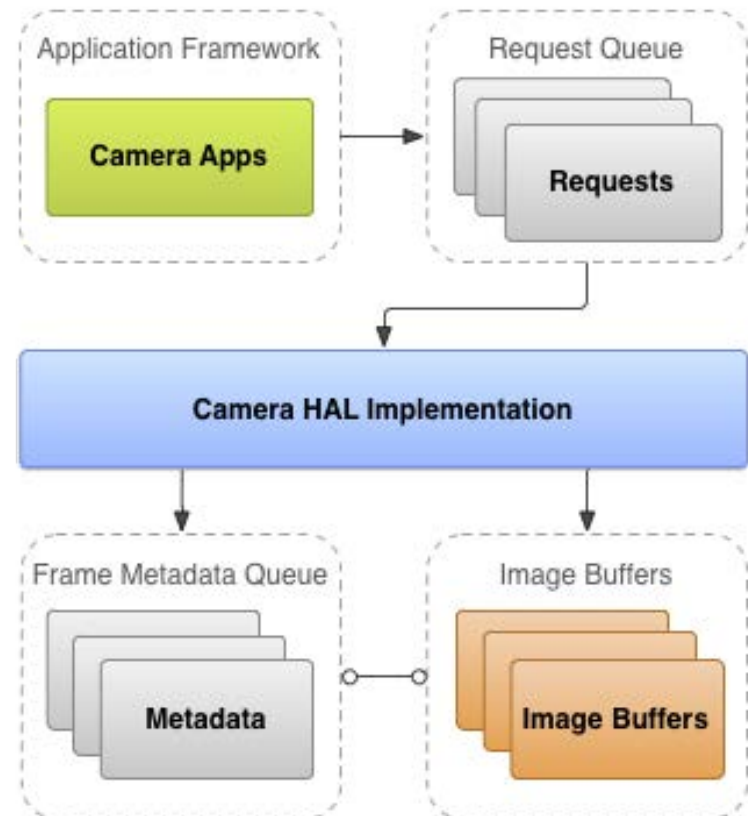 Application Framework
Request Queue
Camera Apps
Requests
Camera HAL Implementation
Frame Metadata Queue
Image Buffers
Metadata
Image Buffers